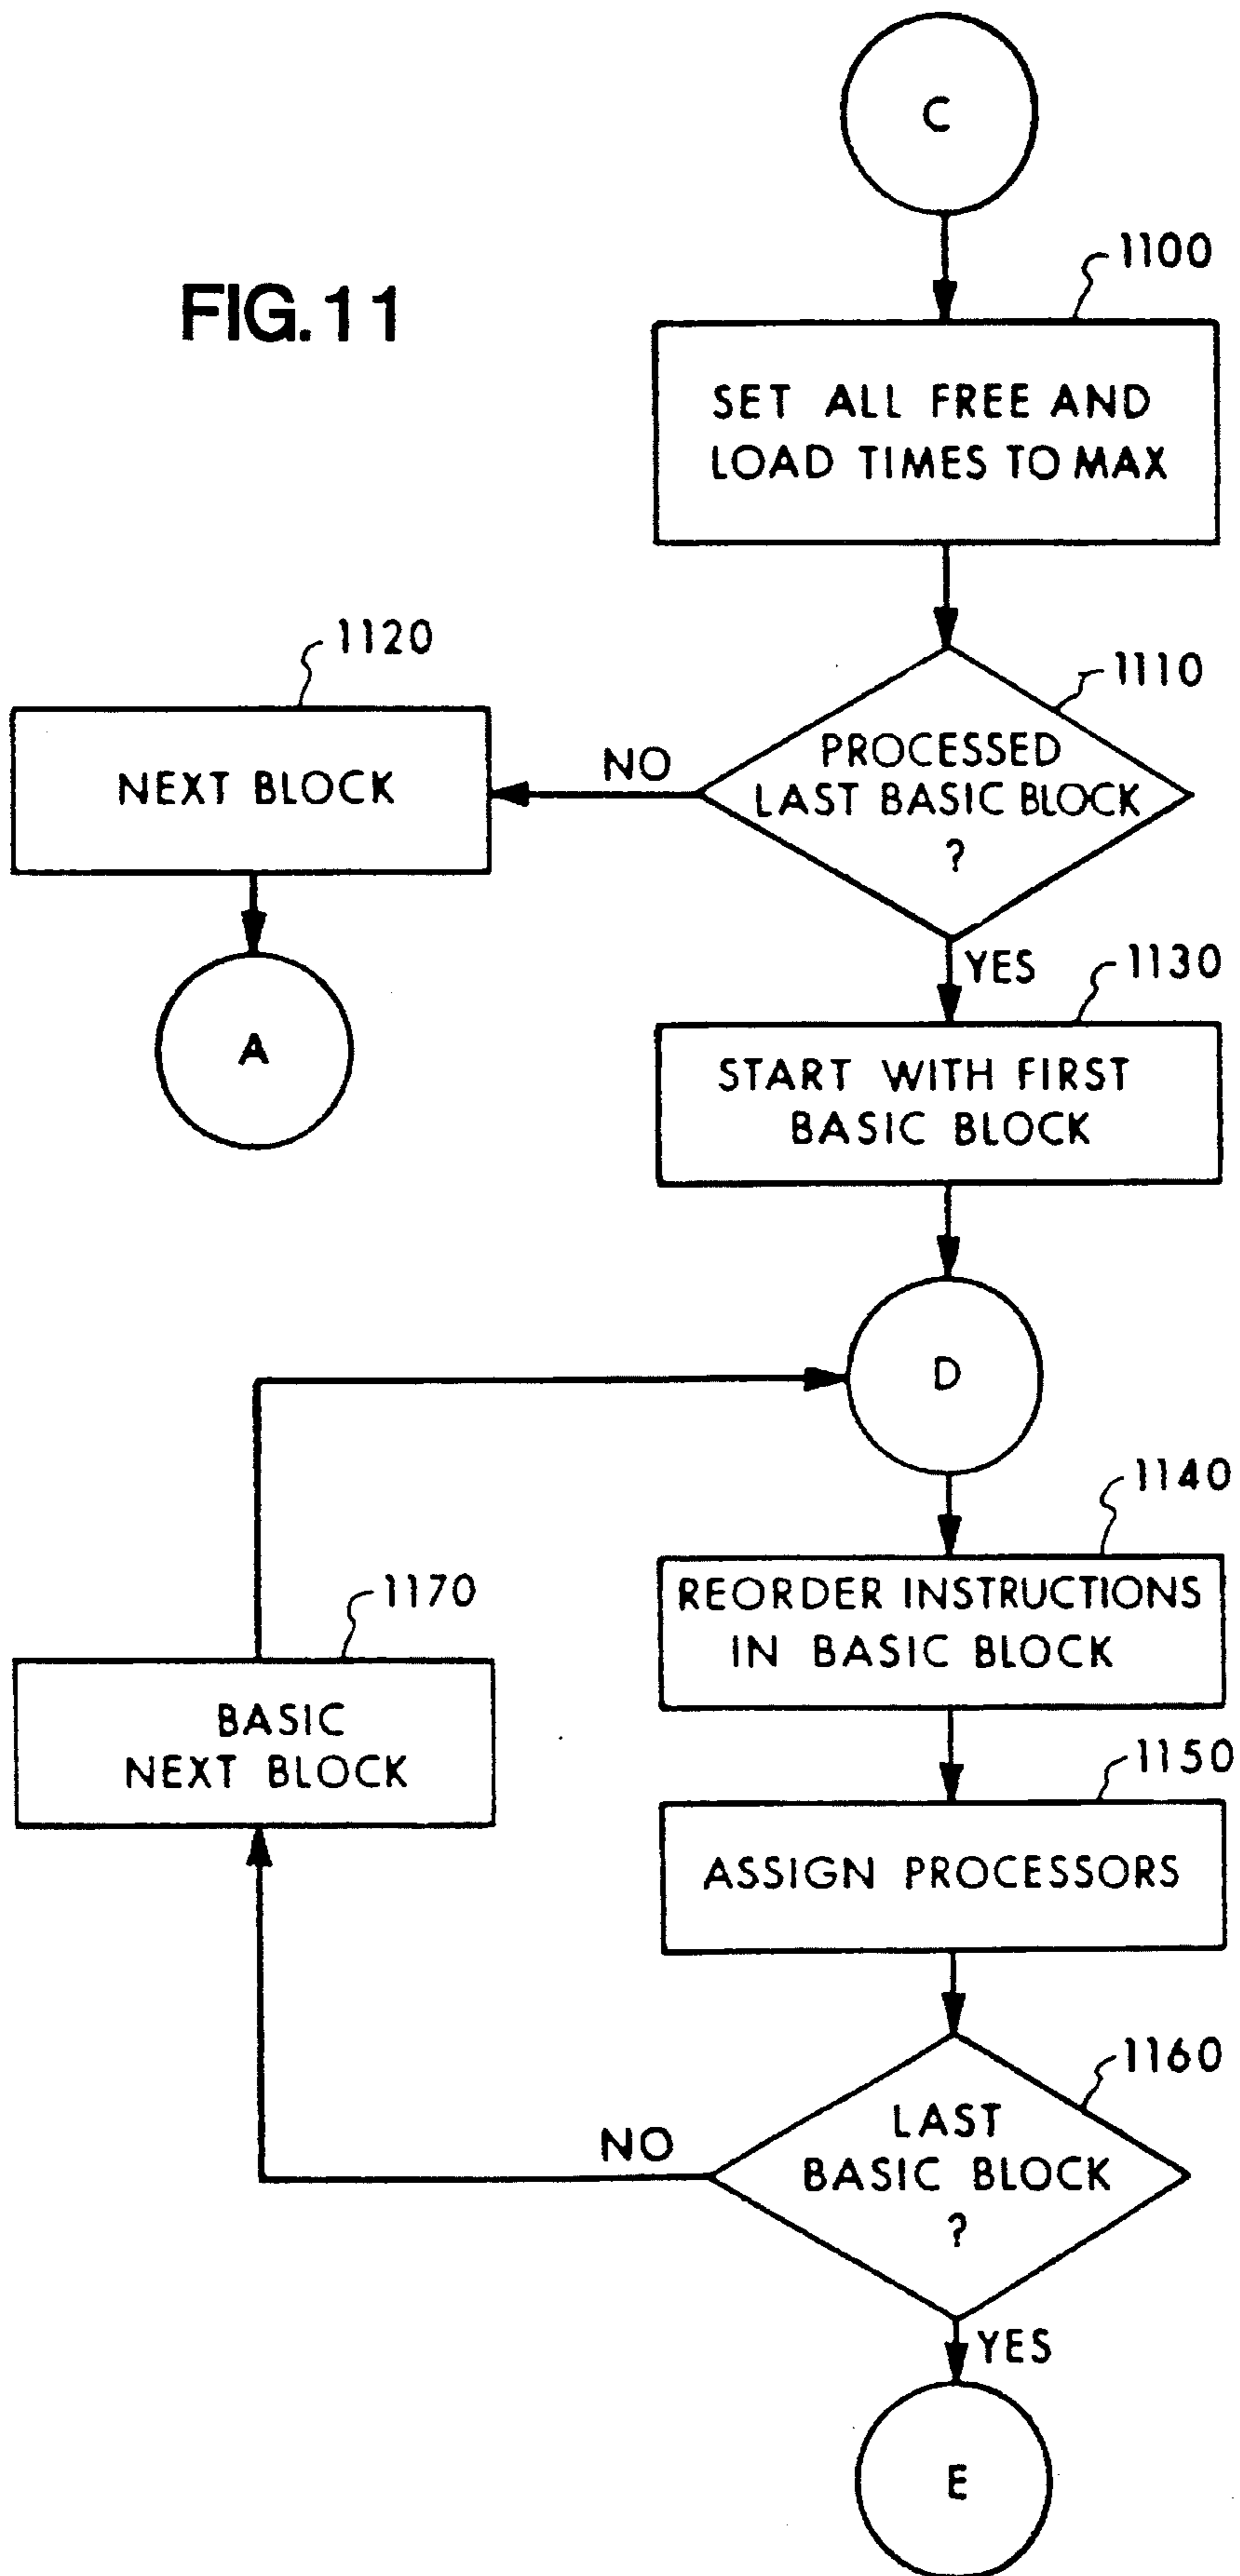 C
1100
FIG. 11
SET ALL FREE AND
LOAD TIMES TO MAX
1120
1110
NEXT BLOCK
NO
PROCESSED
LAST BASIC BLOCK
?
YES
1130
A
START WITH FIRST
BASIC BLOCK
D
1140
REORDER INSTRUCTIONS
IN BASIC BLOCK
1170
BASIC
NEXT BLOCK
1150
ASSIGN PROCESSORS
1160
NO
LAST
BASIC BLOCK
?
YES
E